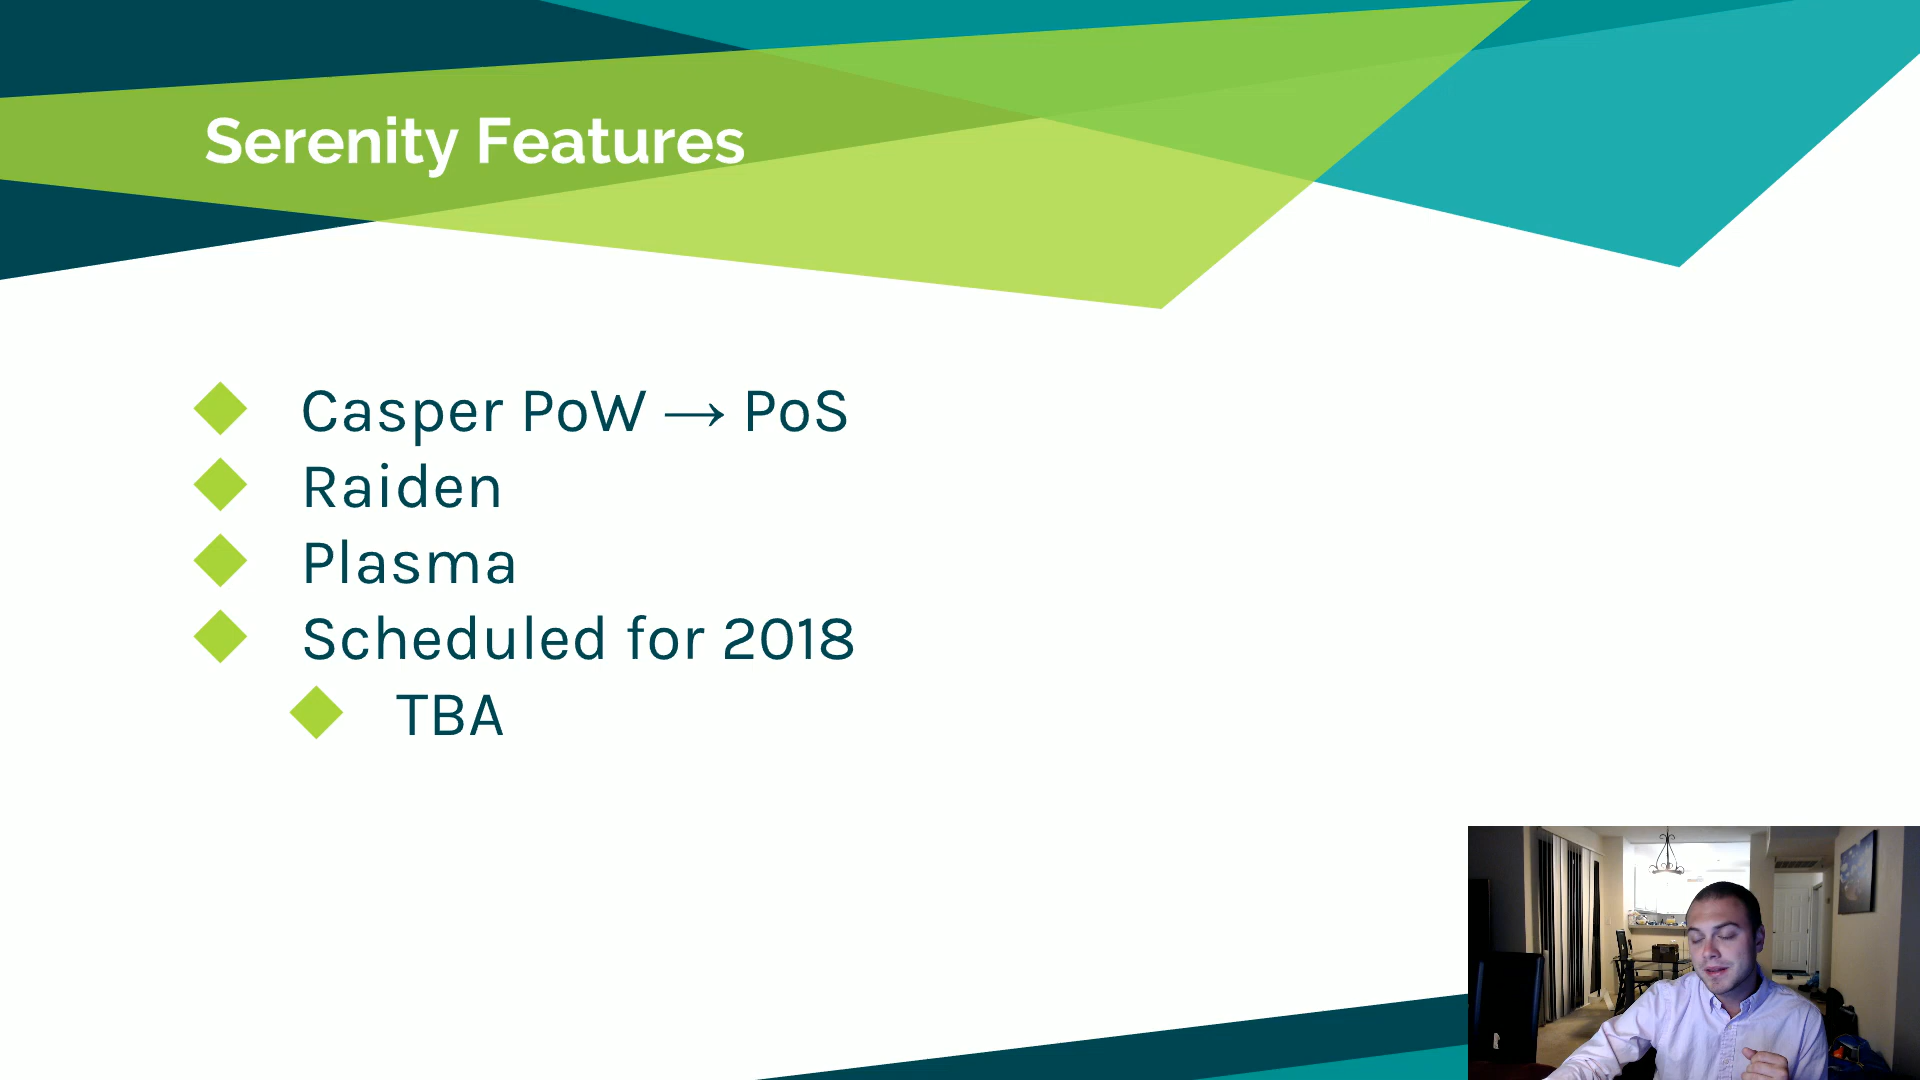 Serenity Features
Casper PoW → PoS
Raiden
Plasma
Scheduled for 2018
TBA